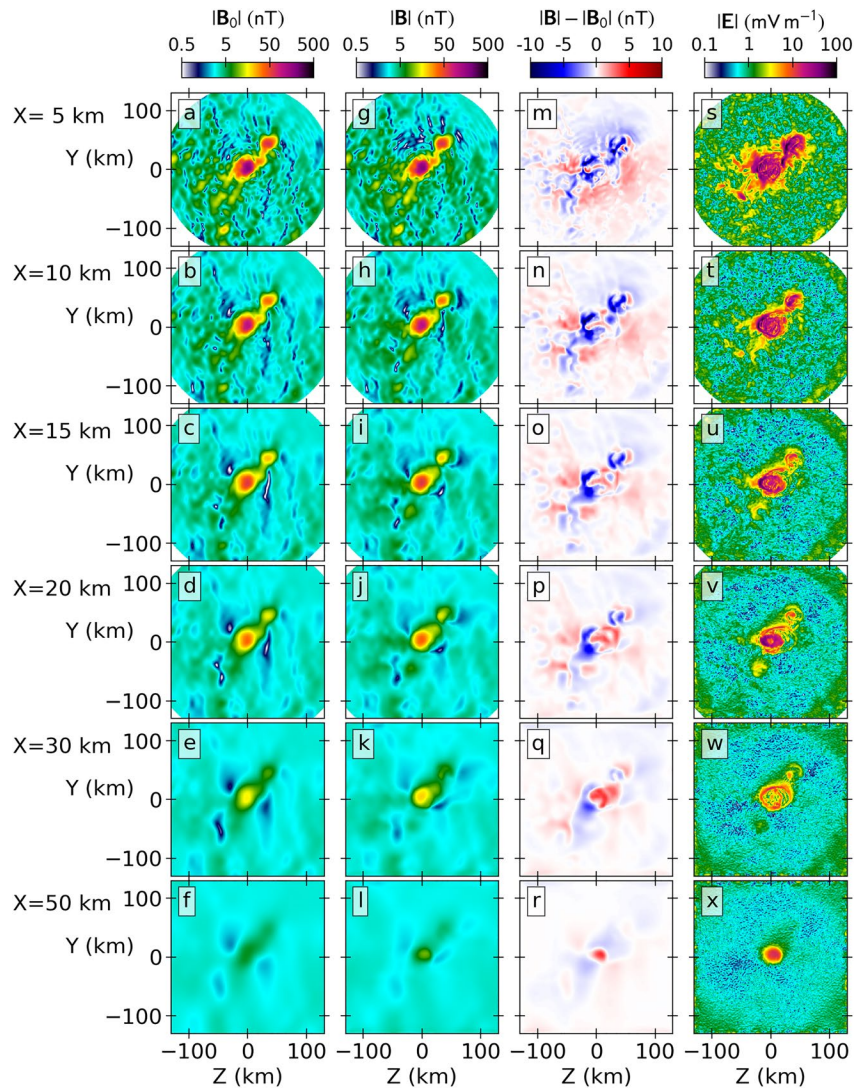 |B₀| (nT) |B| (nT) |B| − |B₀| (nT) |E| (mV m⁻¹)
0.5 5 50 500 0.5 5 50 500 -10 -5 0 5 10 0.1 1 10 100
X= 5 km a g m s
100
Y (km) 0
−100
X=10 km b h n t
100
Y (km) 0
−100
X=15 km c i o u
100
Y (km) 0
−100
X=20 km d j p v
100
Y (km) 0
−100
X=30 km e k q w
100
Y (km) 0
−100
X=50 km f l r x
100
Y (km) 0
−100
−100 0 100 −100 0 100 −100 0 100 −100 0 100
Z (km) Z (km) Z (km) Z (km)